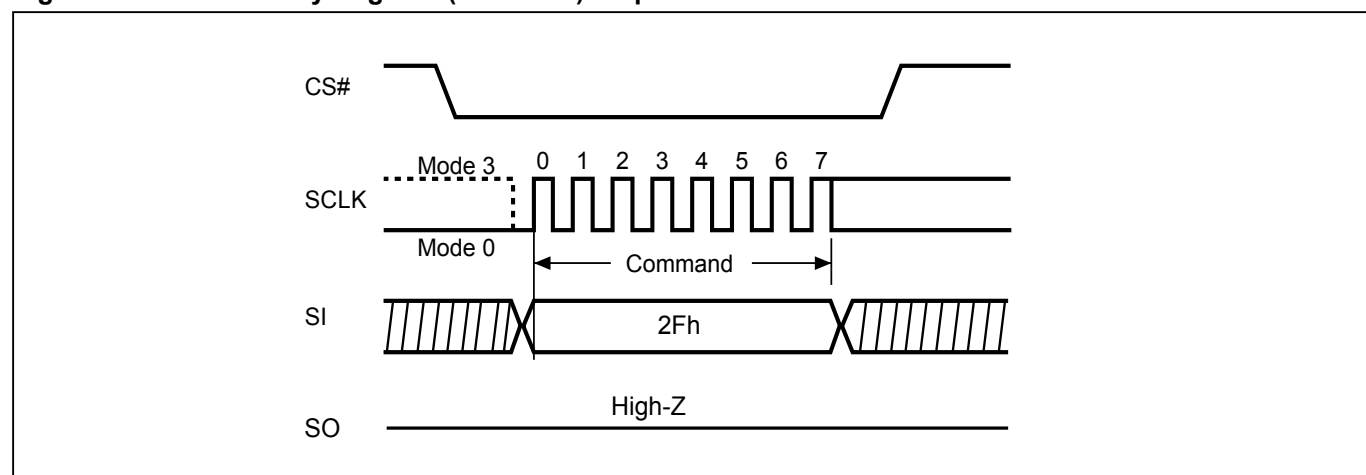 CS#
Mode 3 0 1 2 3 4 5 6 7
SCLK
Mode 0
Command
SI 2Fh
High-Z
SO